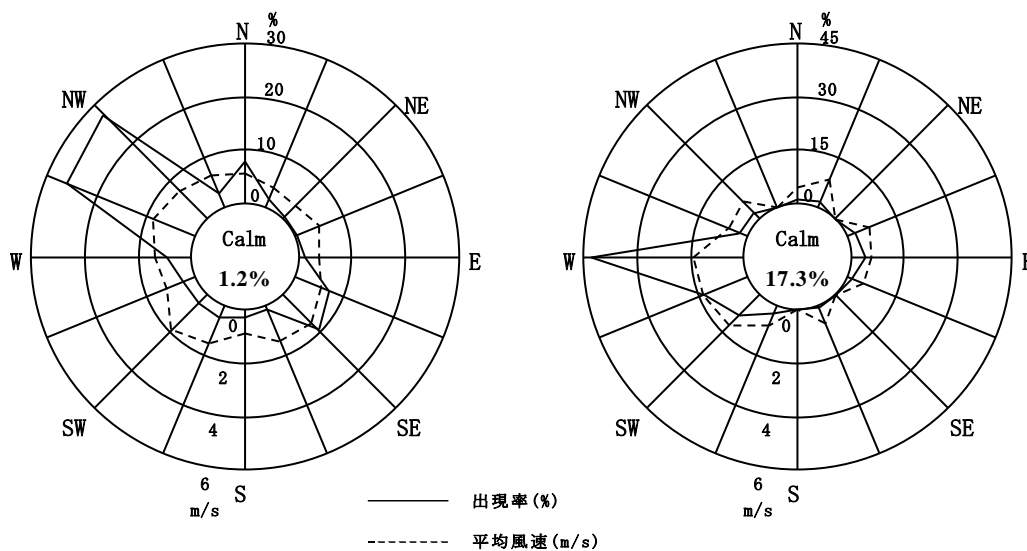 %
N 30
NW 20 NE
10
0
Calm
W 1.2% E
0
2
SW 4 SE
6 S
m/s
%
N 45
NW 30 NE
15
0
Calm
W 17.3% E
0
2
SW 4 SE
6 S
m/s
出現率(%)
平均風速(m/s)